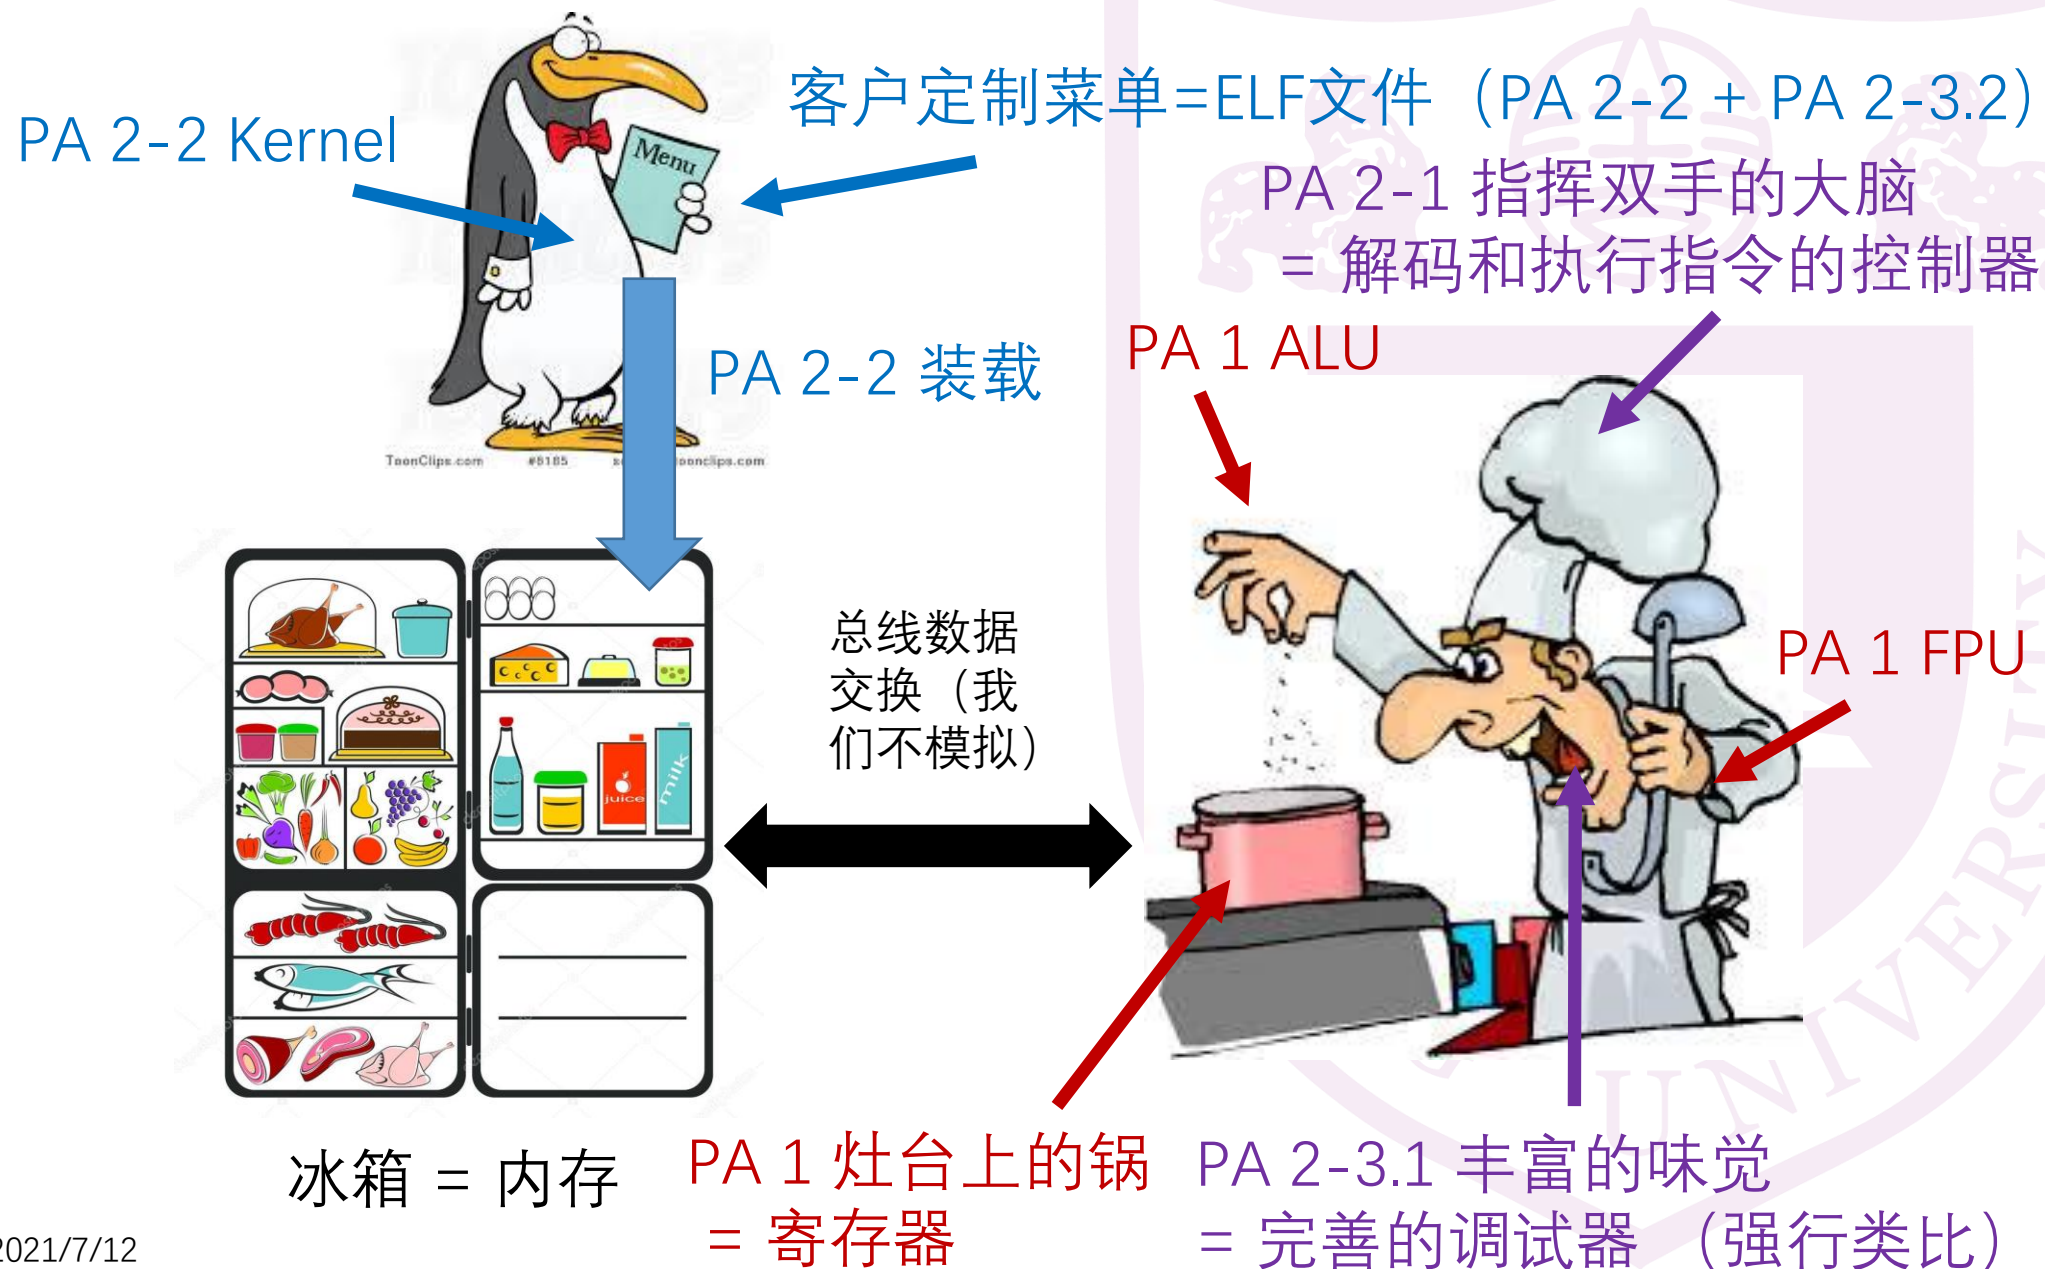 PA 2-2 Kernel
客户定制菜单=ELF文件（PA 2-2 + PA 2-3.2）
Menu
PA 2-1 指挥双手的大脑
= 解码和执行指令的控制器
PA 1 ALU
PA 2-2 装载
ToonClips.com #6185
总线数据
交换（我
们不模拟）
PA 1 FPU
juice
milk
冰箱 = 内存
PA 1 灶台上的锅
= 寄存器
PA 2-3.1 丰富的味觉
= 完善的调试器 （强行类比）
2021/7/12
UNIVERSITY